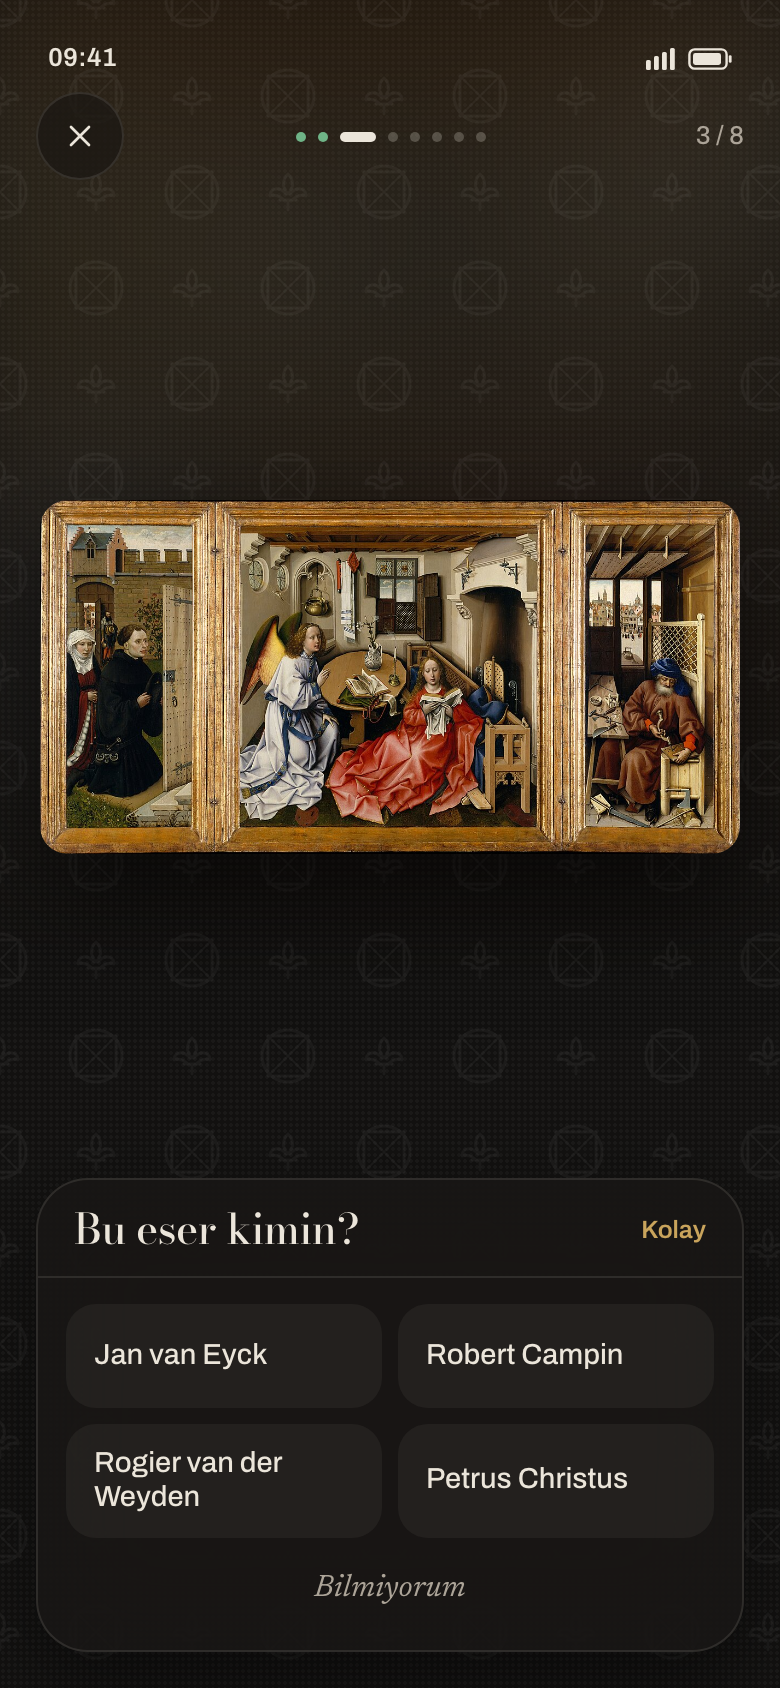 09:41
3 / 8
Bu eser kimin?
Kolay
Jan van Eyck
Robert Campin
Rogier van der
Weyden
Petrus Christus
Bilmiyorum